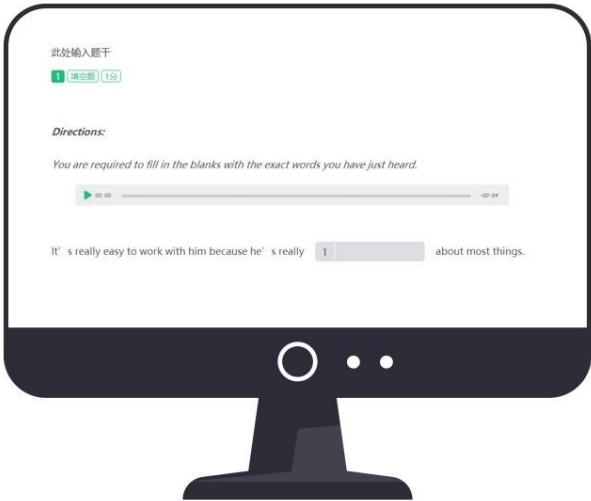 此处输入题干
1 填空题 1分
Directions:
You are required to fill in the blanks with the exact words you have just heard.
00:00 -00:04
It's really easy to work with him because he's really 1 about most things.